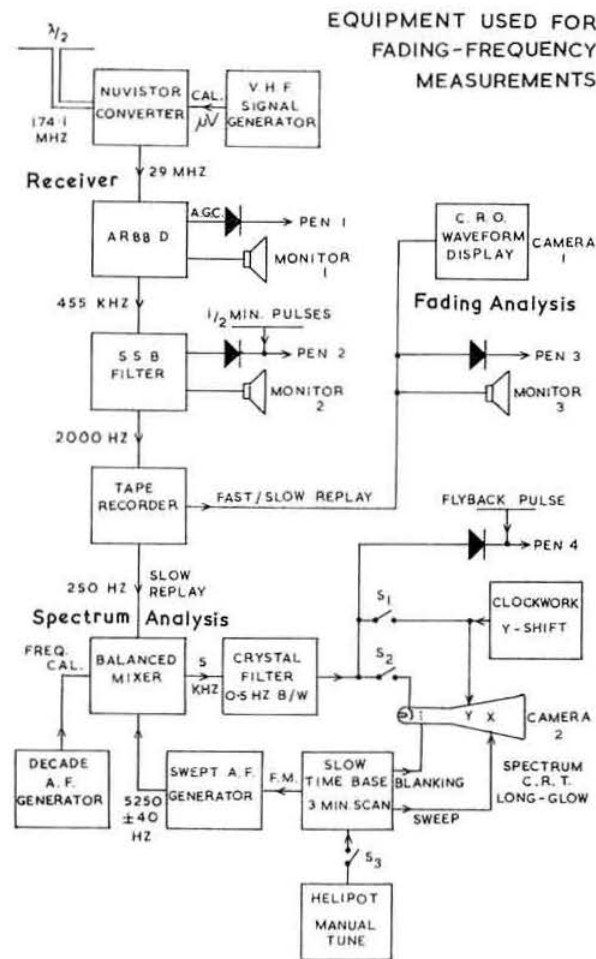 EQUIPMENT USED FOR
FADING-FREQUENCY
MEASUREMENTS
λ/2
174·1
MHZ
NUVISTOR
CONVERTER
CAL.
μV
V.H.F.
SIGNAL
GENERATOR
29 MHZ
Receiver
AR88 D
A.G.C.
PEN 1
MONITOR
1
C.R.O.
WAVEFORM
DISPLAY
CAMERA
1
455 KHZ
1/2 MIN. PULSES
Fading Analysis
SSB
FILTER
PEN 2
MONITOR
2
PEN 3
MONITOR
3
2000 HZ
TAPE
RECORDER
FAST/SLOW REPLAY
FLYBACK PULSE
PEN 4
250 HZ
SLOW
REPLAY
Spectrum Analysis
S1
CLOCKWORK
Y-SHIFT
FREQ.
CAL.
BALANCED
MIXER
5
KHZ
CRYSTAL
FILTER
0·5 HZ B/W
S2
Y X
CAMERA
2
DECADE
A.F.
GENERATOR
5250
±40
HZ
SWEPT A.F.
GENERATOR
F.M.
SLOW
TIME BASE
3 MIN. SCAN
BLANKING
SWEEP
SPECTRUM
C.R.T.
LONG-GLOW
S3
HELIPOT
MANUAL
TUNE